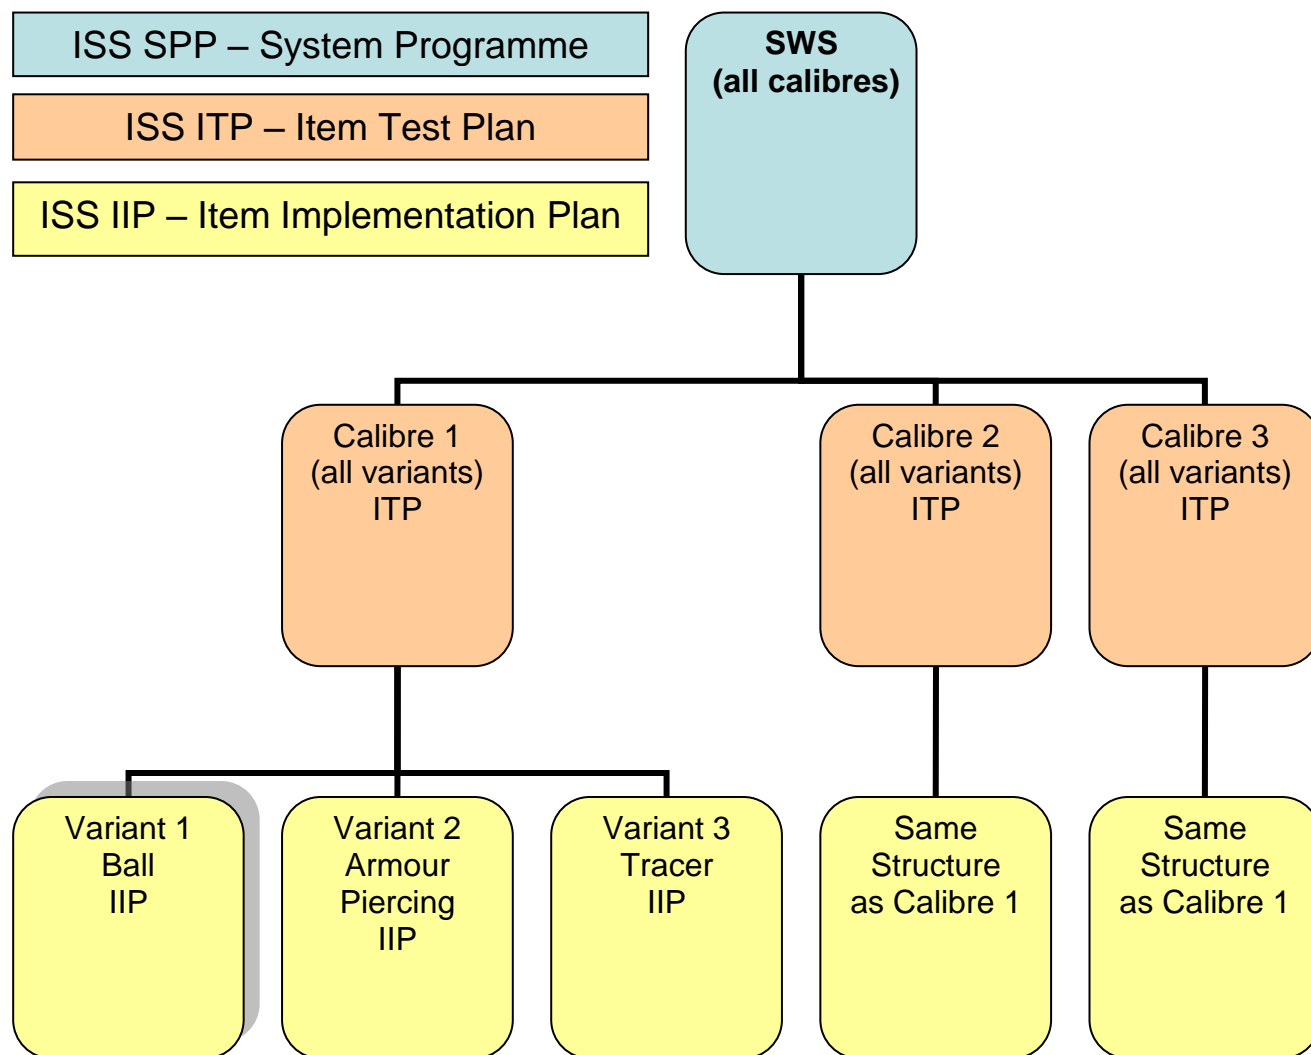 ISS SPP – System Programme
ISS ITP – Item Test Plan
ISS IIP – Item Implementation Plan
SWS
(all calibres)
Calibre 1
(all variants)
ITP
Calibre 2
(all variants)
ITP
Calibre 3
(all variants)
ITP
Variant 1
Ball
IIP
Variant 2
Armour
Piercing
IIP
Variant 3
Tracer
IIP
Same
Structure
as Calibre 1
Same
Structure
as Calibre 1